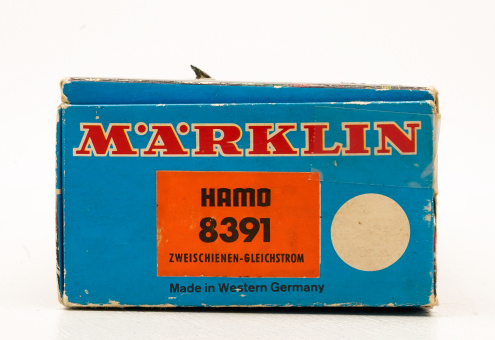 MÄRKLIN
HAMO
8391
ZWEISCHIENEN-GLEICHSTROM
Made in Western Germany